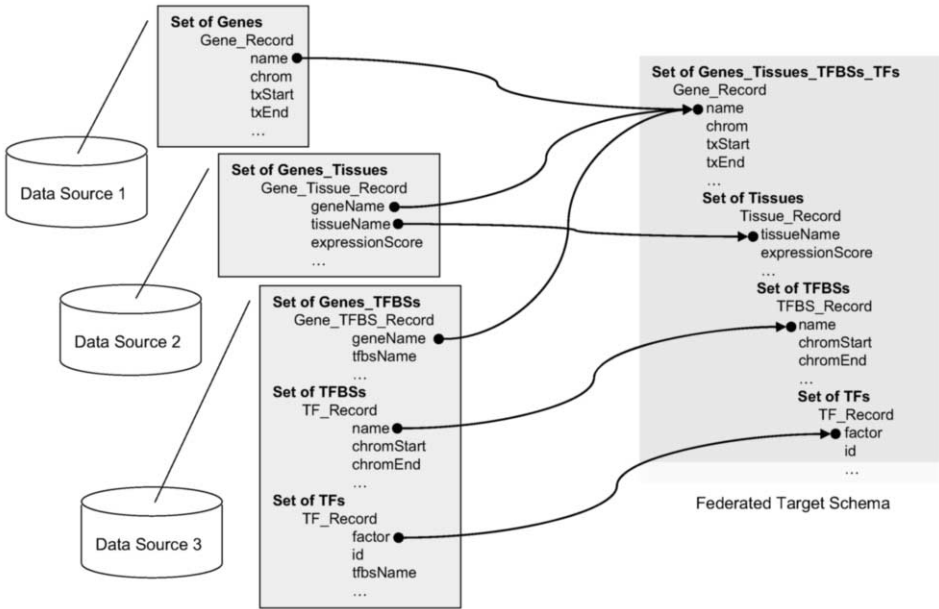 Set of Genes
Gene_Record
name
chrom
txStart
txEnd
...
Data Source 1
Set of Genes_Tissues
Gene_Tissue_Record
geneName
tissueName
expressionScore
...
Data Source 2
Set of Genes_TFBSs
Gene_TFBS_Record
geneName
tfbsName
...
Set of TFBSs
TF_Record
name
chromStart
chromEnd
...
Set of TFs
TF_Record
factor
id
tfbsName
...
Data Source 3
Set of Genes_Tissues_TFBSs_TFs
Gene_Record
name
chrom
txStart
txEnd
...
Set of Tissues
Tissue_Record
tissueName
expressionScore
...
Set of TFBSs
TFBS_Record
name
chromStart
chromEnd
...
Set of TFs
TF_Record
factor
id
...
Federated Target Schema